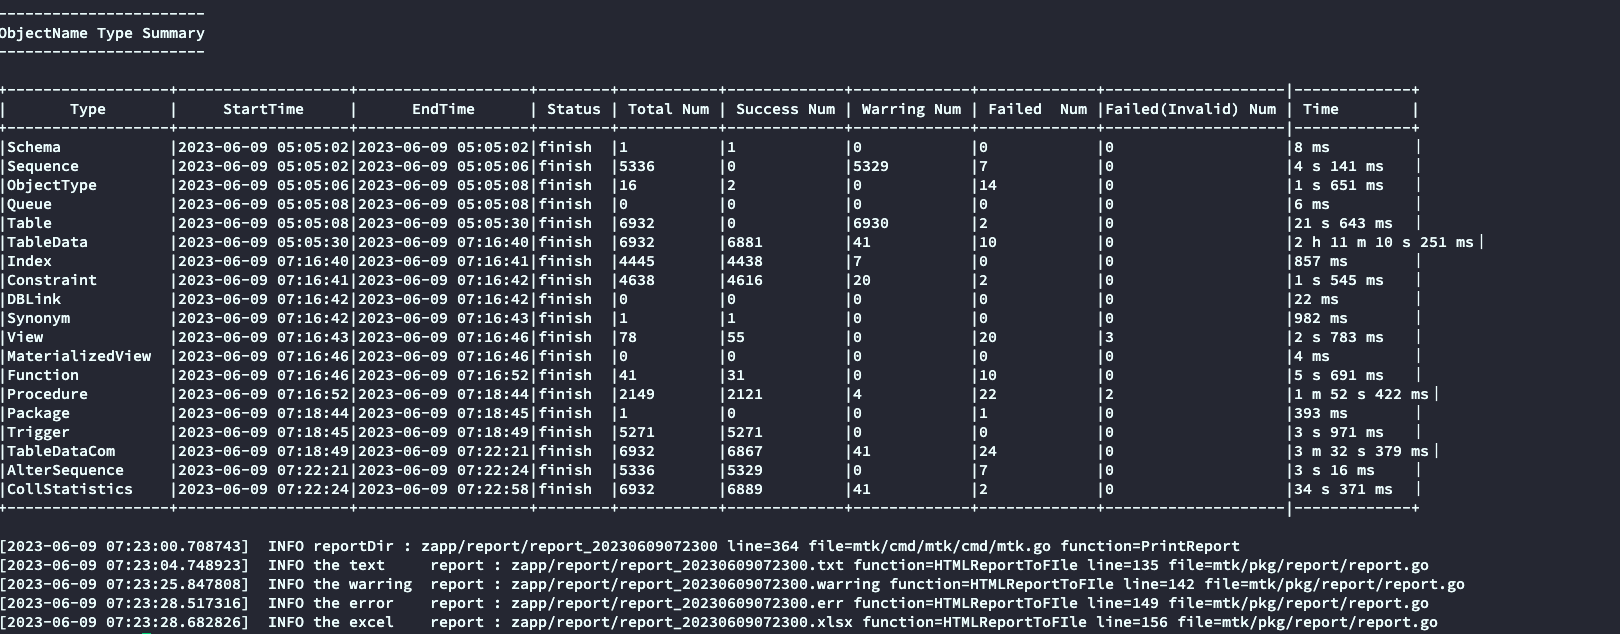 -----------------------
ObjectName Type Summary
-----------------------
+------------------+-------------------+-------------------+--------+-----------+-------------+-------------+-------------+--------------------|-------------+
|       Type       |     StartTime     |      EndTime      | Status | Total Num | Success Num | Warring Num | Failed  Num |Failed(Invalid) Num | Time        |
+------------------+-------------------+-------------------+--------+-----------+-------------+-------------+-------------+--------------------|-------------+
|Schema            |2023-06-09 05:05:02|2023-06-09 05:05:02|finish  |1          |1            |0            |0            |0                   |8 ms         |
|Sequence          |2023-06-09 05:05:02|2023-06-09 05:05:06|finish  |5336       |0            |5329         |7            |0                   |4 s 141 ms   |
|ObjectType        |2023-06-09 05:05:06|2023-06-09 05:05:08|finish  |16         |2            |0            |14           |0                   |1 s 651 ms   |
|Queue             |2023-06-09 05:05:08|2023-06-09 05:05:08|finish  |0          |0            |0            |0            |0                   |6 ms         |
|Table             |2023-06-09 05:05:08|2023-06-09 05:05:30|finish  |6932       |0            |6930         |2            |0                   |21 s 643 ms  |
|TableData         |2023-06-09 05:05:30|2023-06-09 07:16:40|finish  |6932       |6881         |41           |10           |0                   |2 h 11 m 10 s 251 ms|
|Index             |2023-06-09 07:16:40|2023-06-09 07:16:41|finish  |4445       |4438         |7            |0            |0                   |857 ms       |
|Constraint        |2023-06-09 07:16:41|2023-06-09 07:16:42|finish  |4638       |4616         |20           |2            |0                   |1 s 545 ms   |
|DBLink            |2023-06-09 07:16:42|2023-06-09 07:16:42|finish  |0          |0            |0            |0            |0                   |22 ms        |
|Synonym           |2023-06-09 07:16:42|2023-06-09 07:16:43|finish  |1          |1            |0            |0            |0                   |982 ms       |
|View              |2023-06-09 07:16:43|2023-06-09 07:16:46|finish  |78         |55           |0            |20           |3                   |2 s 783 ms   |
|MaterializedView  |2023-06-09 07:16:46|2023-06-09 07:16:46|finish  |0          |0            |0            |0            |0                   |4 ms         |
|Function          |2023-06-09 07:16:46|2023-06-09 07:16:52|finish  |41         |31           |0            |10           |0                   |5 s 691 ms   |
|Procedure         |2023-06-09 07:16:52|2023-06-09 07:18:44|finish  |2149       |2121         |4            |22           |2                   |1 m 52 s 422 ms|
|Package           |2023-06-09 07:18:44|2023-06-09 07:18:45|finish  |1          |0            |0            |1            |0                   |393 ms       |
|Trigger           |2023-06-09 07:18:45|2023-06-09 07:18:49|finish  |5271       |5271         |0            |0            |0                   |3 s 971 ms   |
|TableDataCom      |2023-06-09 07:18:49|2023-06-09 07:22:21|finish  |6932       |6867         |41           |24           |0                   |3 m 32 s 379 ms|
|AlterSequence     |2023-06-09 07:22:21|2023-06-09 07:22:24|finish  |5336       |5329         |0            |7            |0                   |3 s 16 ms    |
|CollStatistics    |2023-06-09 07:22:24|2023-06-09 07:22:58|finish  |6932       |6889         |41           |2            |0                   |34 s 371 ms  |
+------------------+-------------------+-------------------+--------+-----------+-------------+-------------+-------------+--------------------|-------------+
[2023-06-09 07:23:00.708743]  INFO reportDir : zapp/report/report_20230609072300 line=364 file=mtk/cmd/mtk/cmd/mtk.go function=PrintReport
[2023-06-09 07:23:04.748923]  INFO the text     report : zapp/report/report_20230609072300.txt function=HTMLReportToFIle line=135 file=mtk/pkg/report/report.go
[2023-06-09 07:23:25.847808]  INFO the warring  report : zapp/report/report_20230609072300.warring function=HTMLReportToFIle line=142 file=mtk/pkg/report/report.go
[2023-06-09 07:23:28.517316]  INFO the error    report : zapp/report/report_20230609072300.err function=HTMLReportToFIle line=149 file=mtk/pkg/report/report.go
[2023-06-09 07:23:28.682826]  INFO the excel    report : zapp/report/report_20230609072300.xlsx function=HTMLReportToFIle line=156 file=mtk/pkg/report/report.go